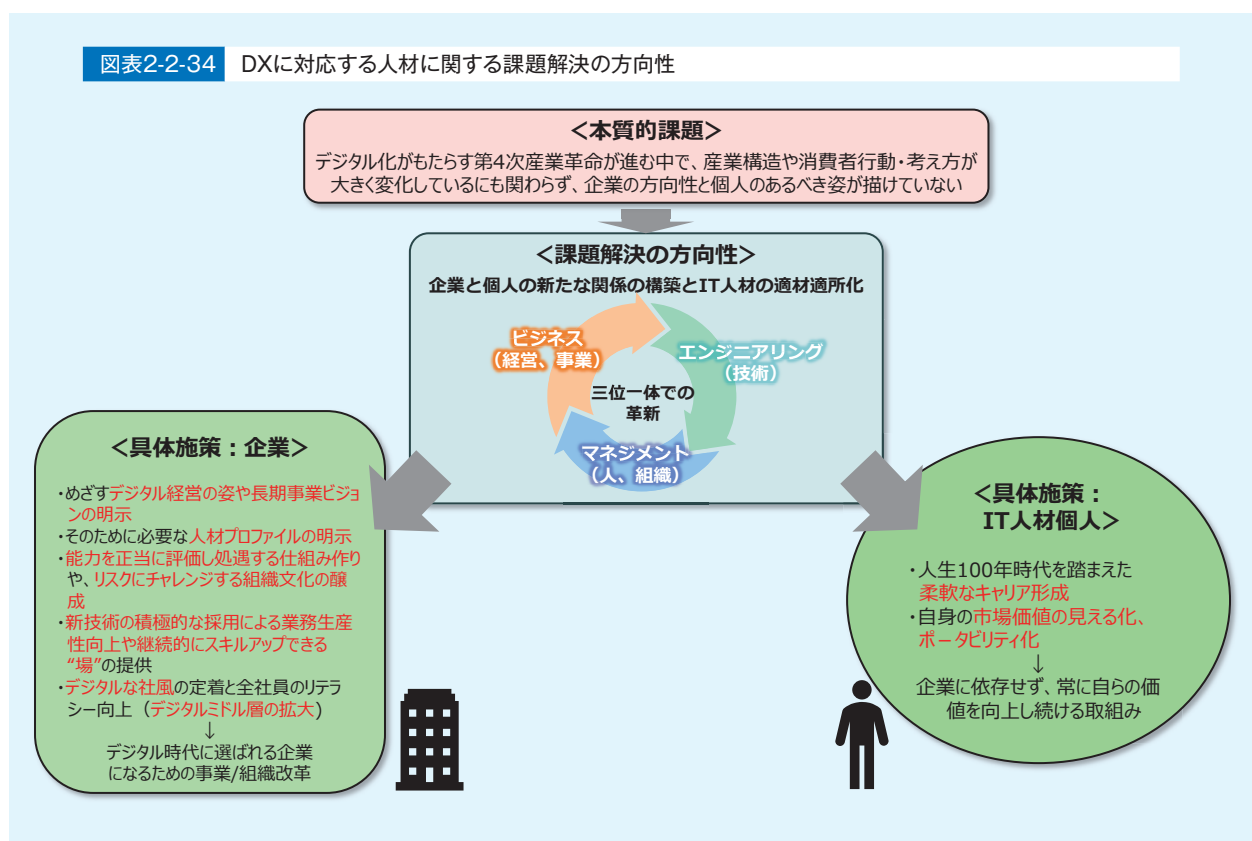 図表2-2-34 DXに対応する人材に関する課題解決の方向性
＜本質的課題＞
デジタル化がもたらす第4次産業革命が進む中で、産業構造や消費者行動・考え方が
大きく変化しているにも関わらず、企業の方向性と個人のあるべき姿が描けていない
＜課題解決の方向性＞
企業と個人の新たな関係の構築とIT人材の適材適所化
ビジネス
（経営、事業）
エンジニアリング
（技術）
三位一体での
革新
マネジメント
（人、組織）
＜具体施策：企業＞
・めざすデジタル経営の姿や長期事業ビジョ
ンの明示
・そのために必要な人材プロファイルの明示
・能力を正当に評価し処遇する仕組み作り
や、リスクにチャレンジする組織文化の醸
成
・新技術の積極的な採用による業務生産
性向上や継続的にスキルアップできる
“場”の提供
・デジタルな社風の定着と全社員のリテラ
シー向上（デジタルミドル層の拡大)
↓
デジタル時代に選ばれる企業
になるための事業/組織改革
＜具体施策：
IT人材個人＞
・人生100年時代を踏まえた
柔軟なキャリア形成
・自身の市場価値の見える化、
ポータビリティ化
↓
企業に依存せず、常に自らの価
値を向上し続ける取組み